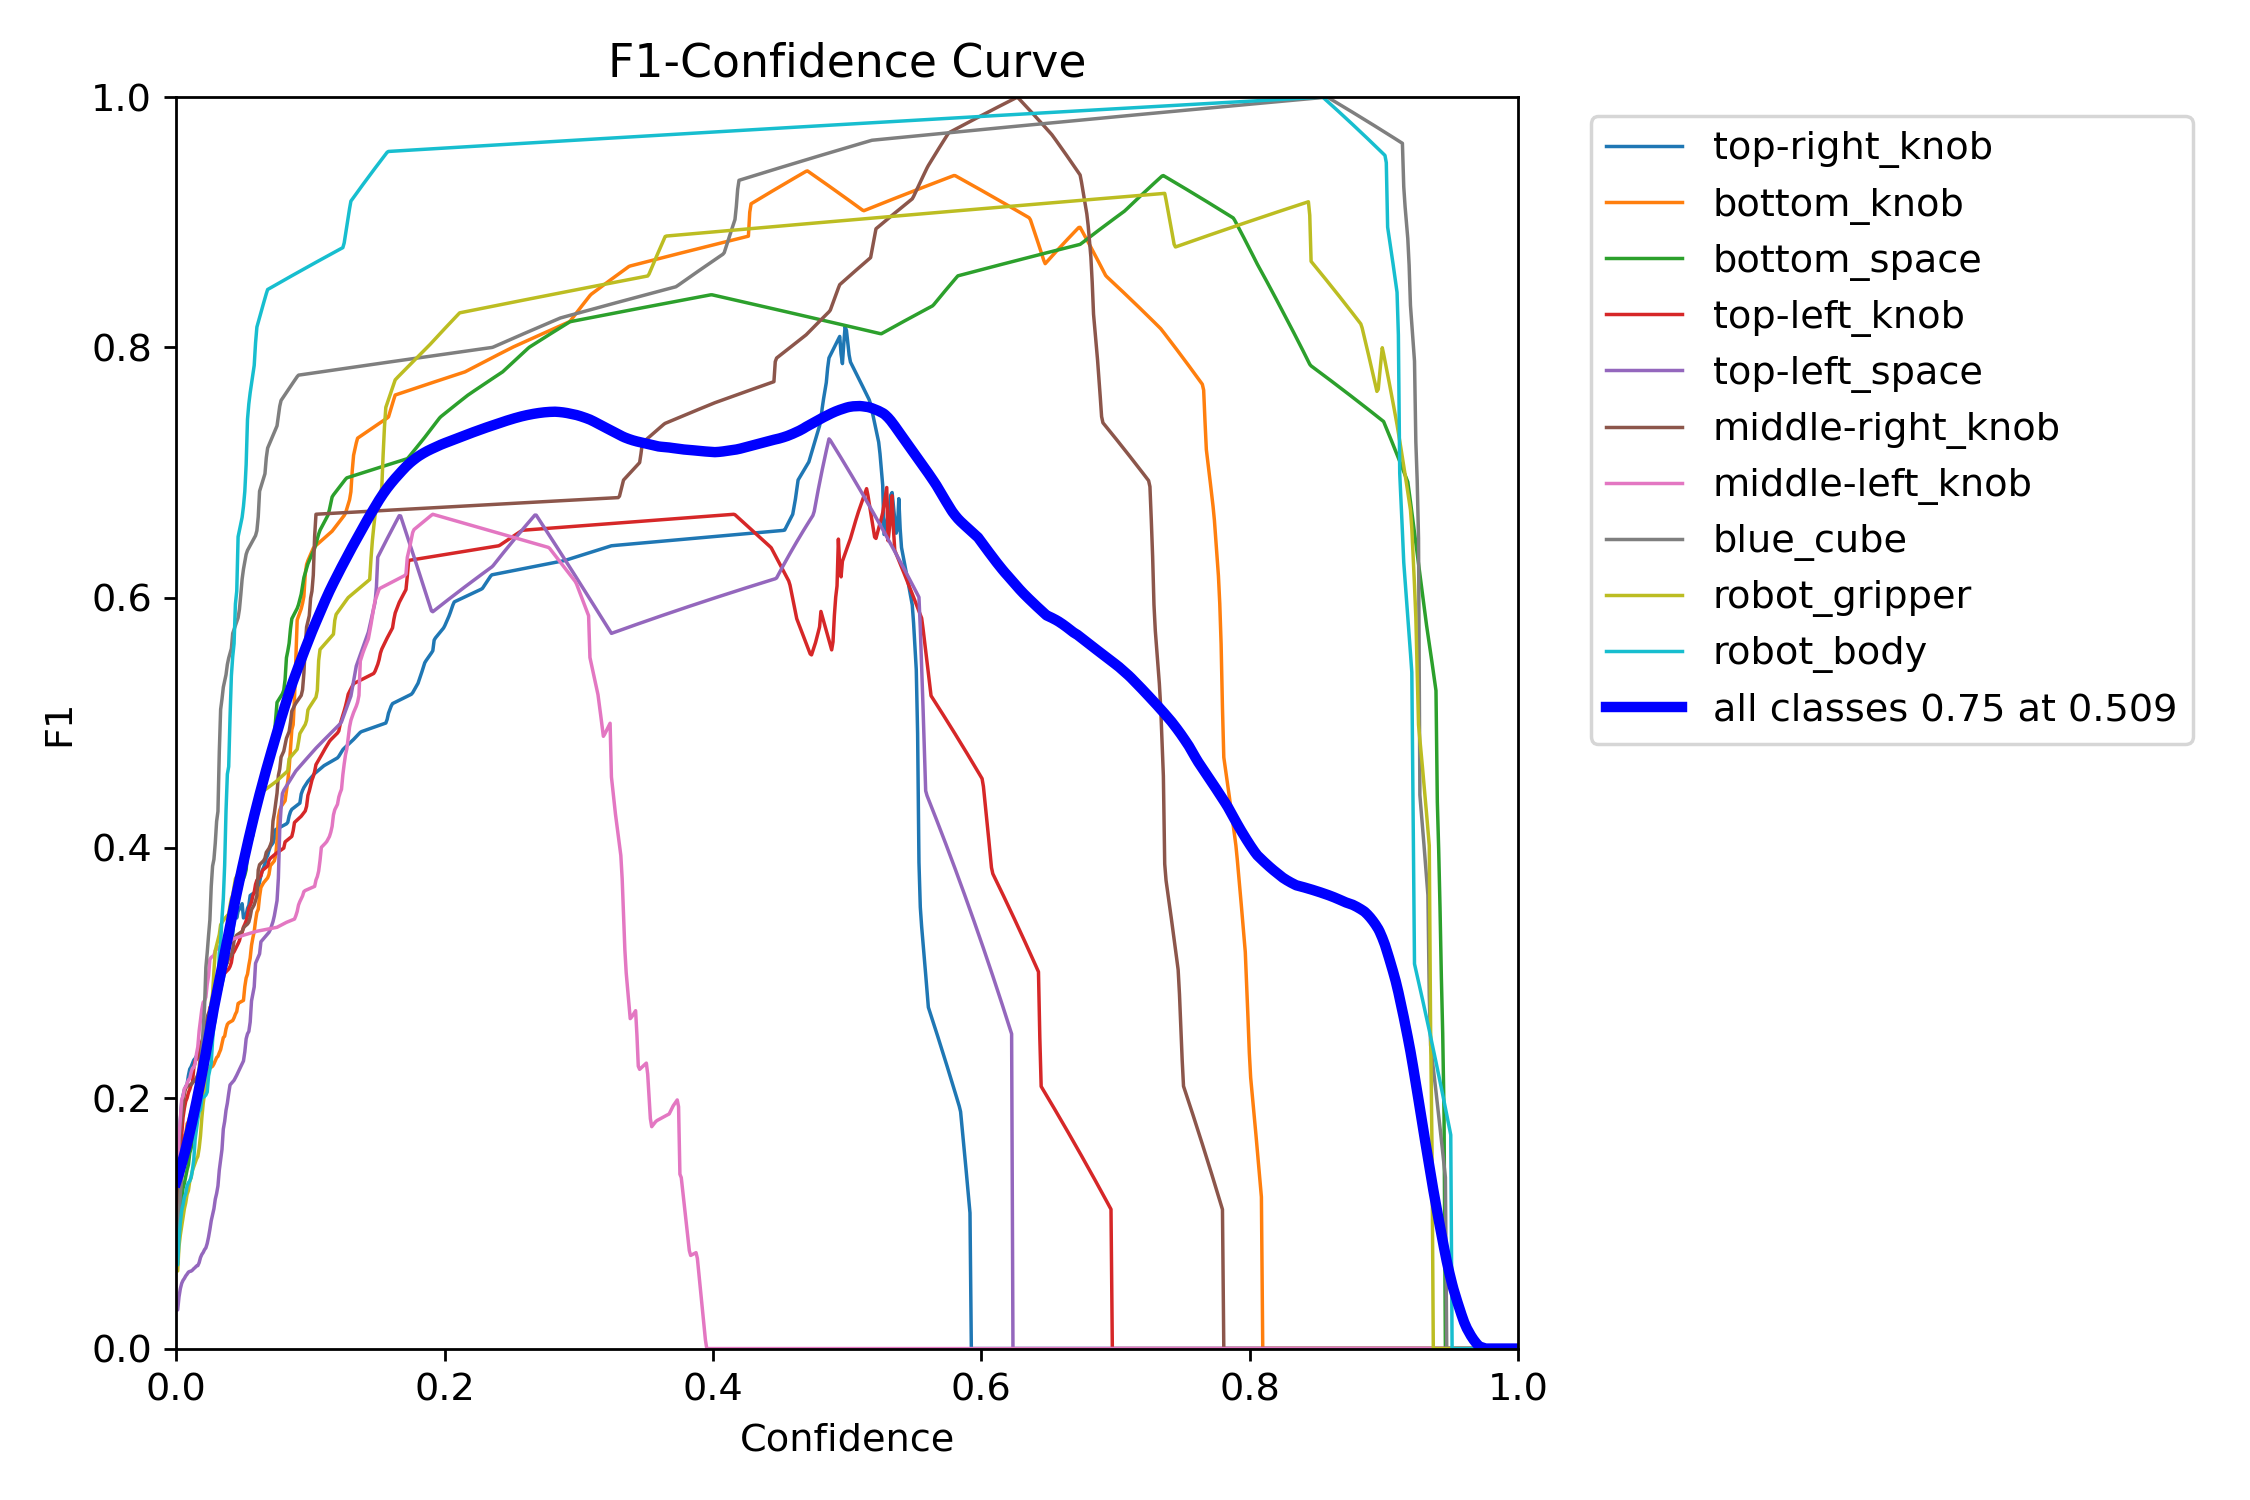 F1-Confidence Curve
1.0
0.8
0.6
0.4
0.2
0.0
F1
0.0 0.2 0.4 0.6 0.8 1.0
Confidence
top-right_knob
bottom_knob
bottom_space
top-left_knob
top-left_space
middle-right_knob
middle-left_knob
blue_cube
robot_gripper
robot_body
all classes 0.75 at 0.509